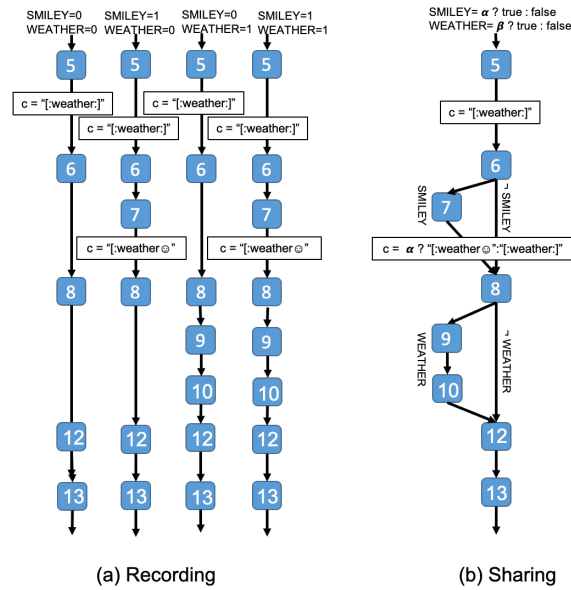 SMILEY=0 SMILEY=1 SMILEY=0 SMILEY=1
WEATHER=0 WEATHER=0 WEATHER=1 WEATHER=1
5 5 5 5
c = “[:weather:]” c = “[:weather:]”
c = “[:weather:]” c = “[:weather:]”
6 6 6 6
7 7
c = “[:weather☺” c = “[:weather☺”
8 8 8 8
9 9
10 10
12 12 12 12
13 13 13 13
(a) Recording
SMILEY= α ? true : false
WEATHER= β ? true : false
5
c = “[:weather:]”
6
SMILEY
¬ SMILEY
7
c = α ? “[:weather☺”:“[:weather:]”
8
9
WEATHER
¬ WEATHER
10
12
13
(b) Sharing